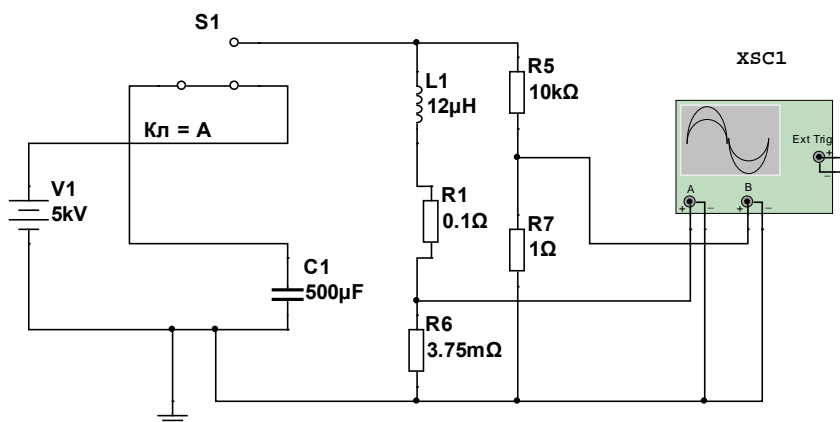 S1
XSC1
R5
10kΩ
L1
12µH
Ext Trig
+
−
Кл = A
A
B
+
−
+
−
V1
5kV
R1
0.1Ω
R7
1Ω
C1
500µF
R6
3.75mΩ